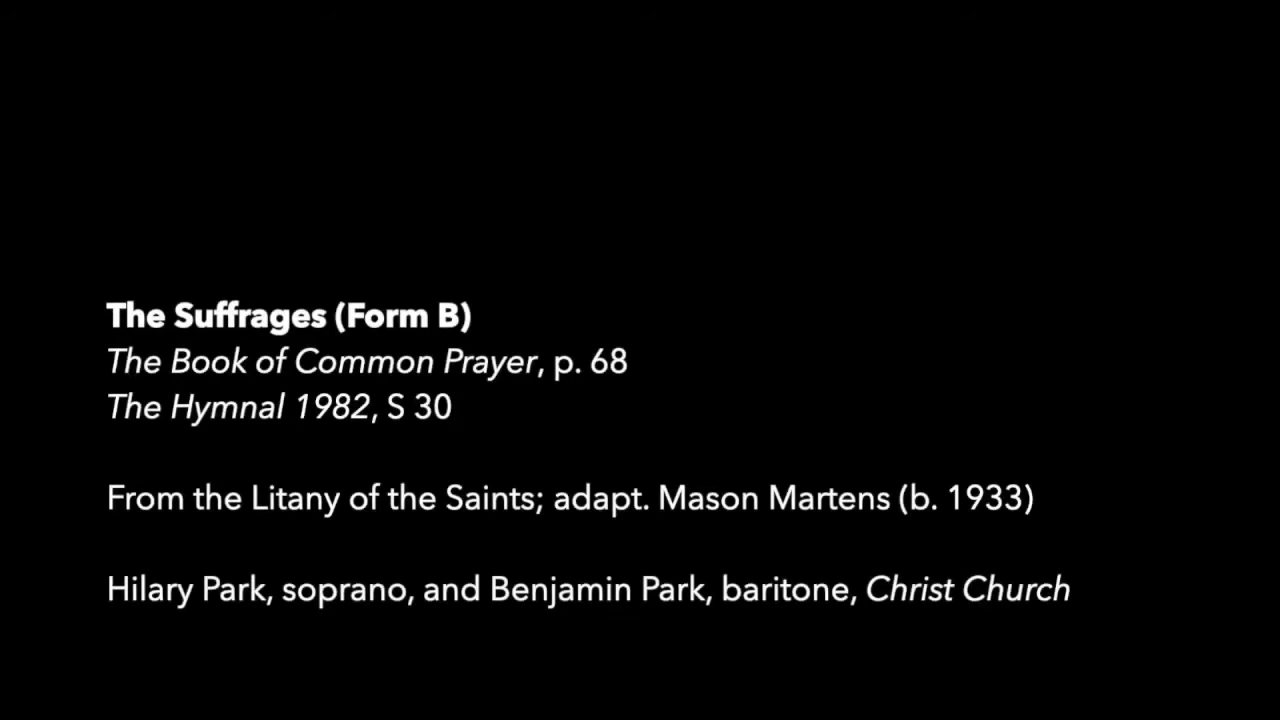 The Suffrages (Form B)
The Book of Common Prayer, p. 68
The Hymnal 1982, S 30
From the Litany of the Saints; adapt. Mason Martens (b. 1933)
Hilary Park, soprano, and Benjamin Park, baritone, Christ Church